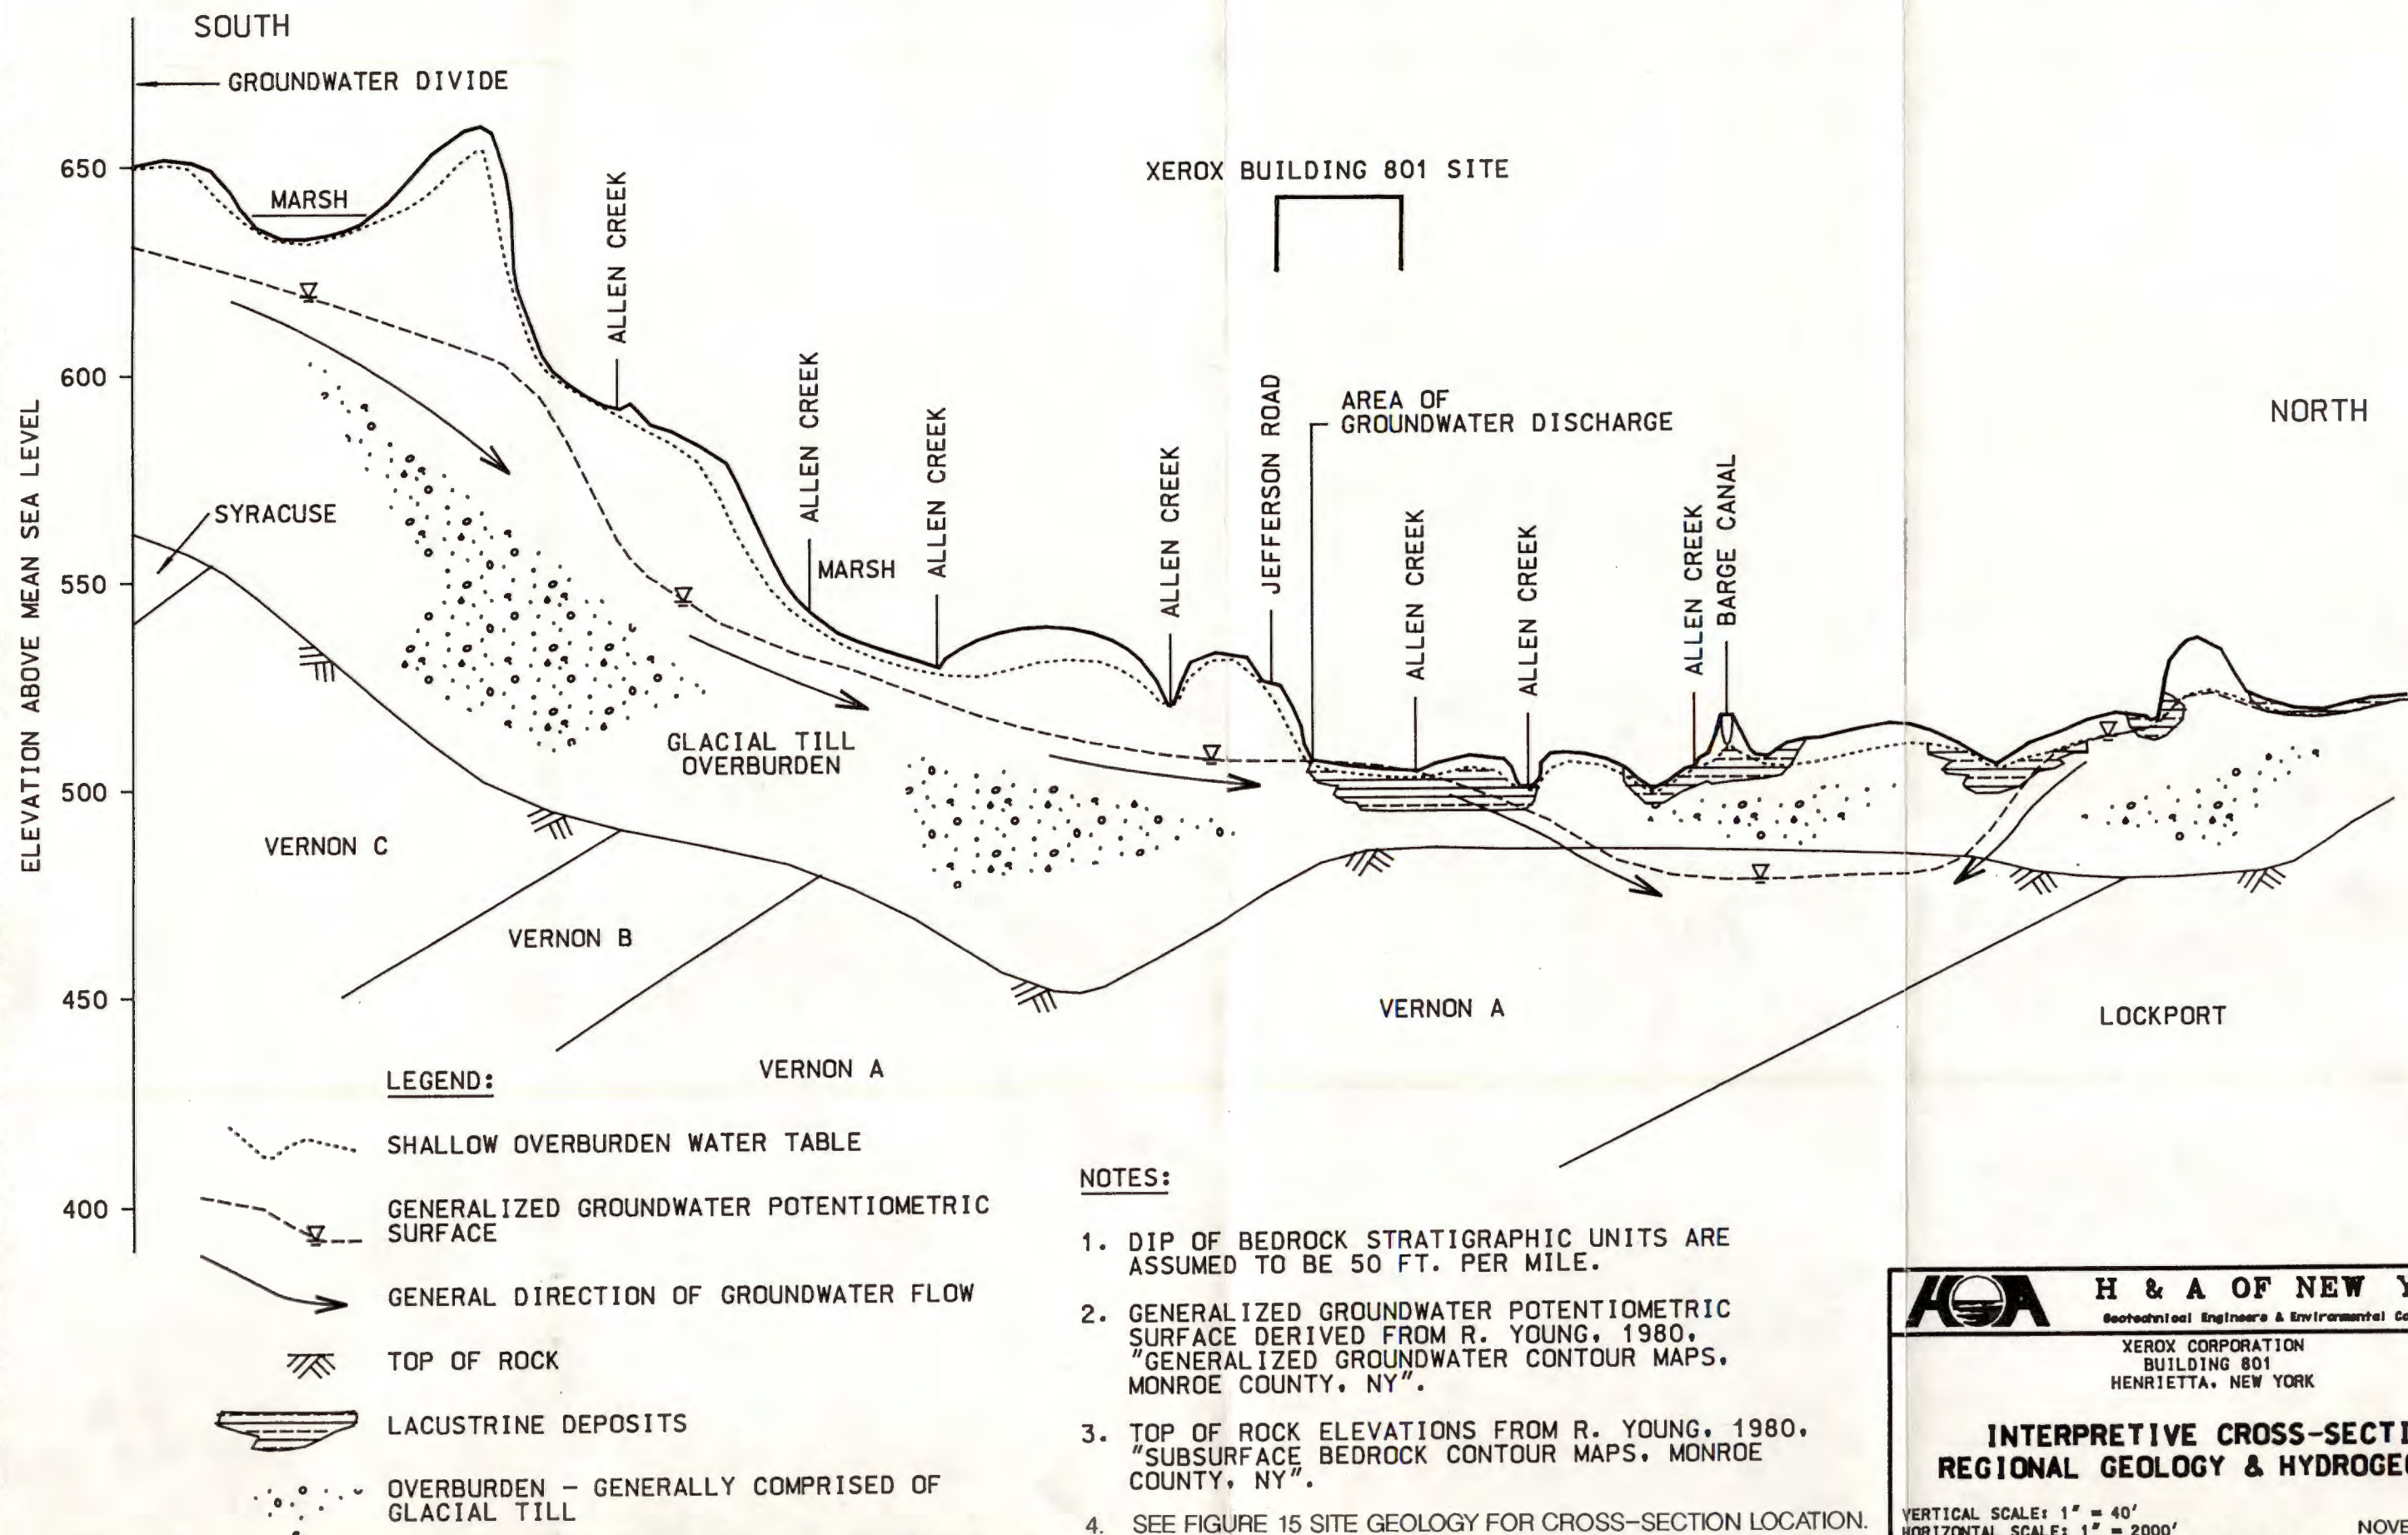 SOUTH
GROUNDWATER DIVIDE
650
600
550
500
450
400
ELEVATION ABOVE MEAN SEA LEVEL
MARSH
ALLEN CREEK
XEROX BUILDING 801 SITE
SYRACUSE
ALLEN CREEK
MARSH
ALLEN CREEK
ALLEN CREEK
JEFFERSON ROAD
AREA OF
GROUNDWATER DISCHARGE
ALLEN CREEK
ALLEN CREEK
ALLEN CREEK
BARGE CANAL
NORTH
GLACIAL TILL
OVERBURDEN
VERNON C
VERNON B
VERNON A
VERNON A
LOCKPORT
LEGEND:
SHALLOW OVERBURDEN WATER TABLE
GENERALIZED GROUNDWATER POTENTIOMETRIC
SURFACE
GENERAL DIRECTION OF GROUNDWATER FLOW
TOP OF ROCK
LACUSTRINE DEPOSITS
OVERBURDEN - GENERALLY COMPRISED OF
GLACIAL TILL
NOTES:
1. DIP OF BEDROCK STRATIGRAPHIC UNITS ARE
ASSUMED TO BE 50 FT. PER MILE.
2. GENERALIZED GROUNDWATER POTENTIOMETRIC
SURFACE DERIVED FROM R. YOUNG, 1980,
"GENERALIZED GROUNDWATER CONTOUR MAPS,
MONROE COUNTY, NY".
3. TOP OF ROCK ELEVATIONS FROM R. YOUNG, 1980,
"SUBSURFACE BEDROCK CONTOUR MAPS, MONROE
COUNTY, NY".
4. SEE FIGURE 15 SITE GEOLOGY FOR CROSS-SECTION LOCATION.
H & A OF NEW
Geotechnical Engineers & Environmental
XEROX CORPORATION
BUILDING 801
HENRIETTA, NEW YORK
INTERPRETIVE CROSS-SECTI
REGIONAL GEOLOGY & HYDROGE
VERTICAL SCALE: 1" = 40'
HORIZONTAL SCALE: 1" = 2000'
NOV